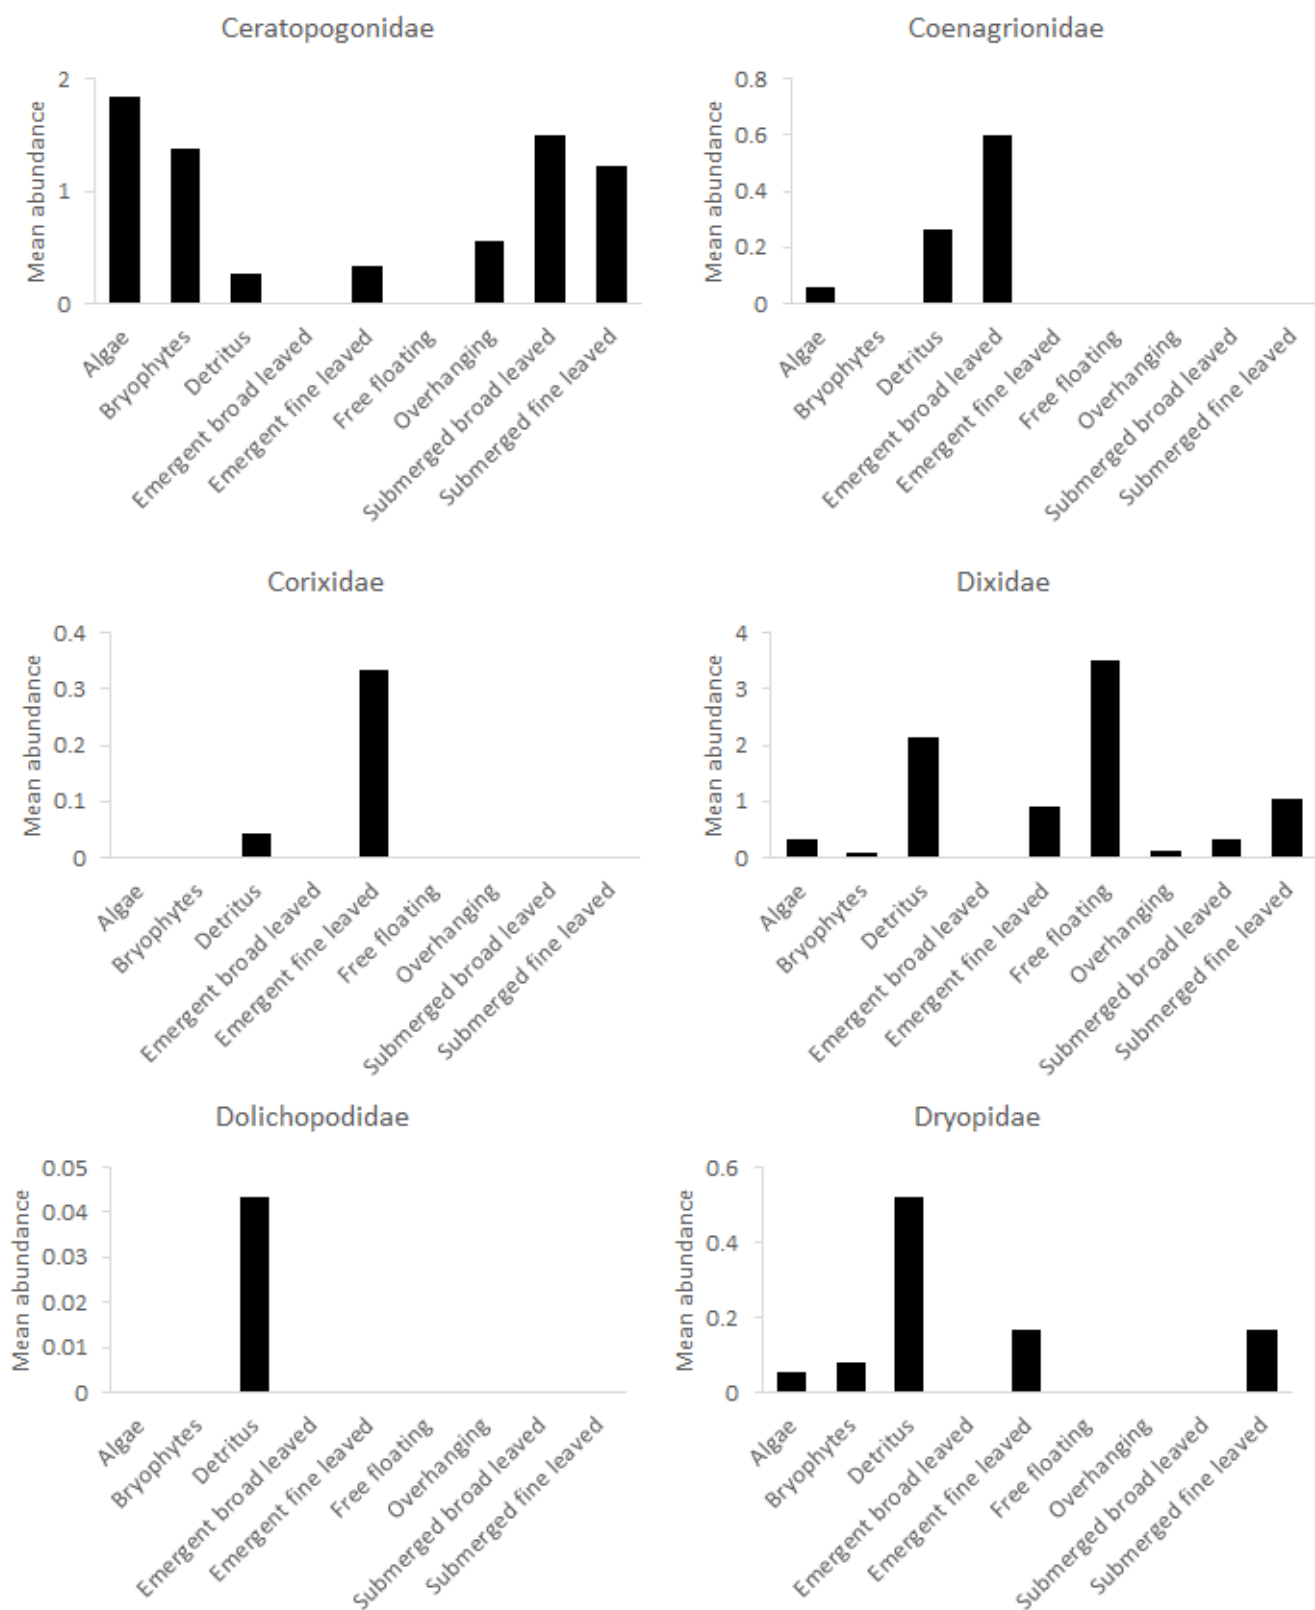 Ceratopogonidae
Mean abundance
2
1
0
Algae
Bryophytes
Detritus
Emergent broad leaved
Emergent fine leaved
Free floating
Overhanging
Submerged broad leaved
Submerged fine leaved
Coenagrionidae
Mean abundance
0.8
0.6
0.4
0.2
0
Algae
Bryophytes
Detritus
Emergent broad leaved
Emergent fine leaved
Free floating
Overhanging
Submerged broad leaved
Submerged fine leaved
Corixidae
Mean abundance
0.4
0.3
0.2
0.1
0
Algae
Bryophytes
Detritus
Emergent broad leaved
Emergent fine leaved
Free floating
Overhanging
Submerged broad leaved
Submerged fine leaved
Dixidae
Mean abundance
4
3
2
1
0
Algae
Bryophytes
Detritus
Emergent broad leaved
Emergent fine leaved
Free floating
Overhanging
Submerged broad leaved
Submerged fine leaved
Dolichopodidae
Mean abundance
0.05
0.04
0.03
0.02
0.01
0
Algae
Bryophytes
Detritus
Emergent broad leaved
Emergent fine leaved
Free floating
Overhanging
Submerged broad leaved
Submerged fine leaved
Dryopidae
Mean abundance
0.6
0.4
0.2
0
Algae
Bryophytes
Detritus
Emergent broad leaved
Emergent fine leaved
Free floating
Overhanging
Submerged broad leaved
Submerged fine leaved